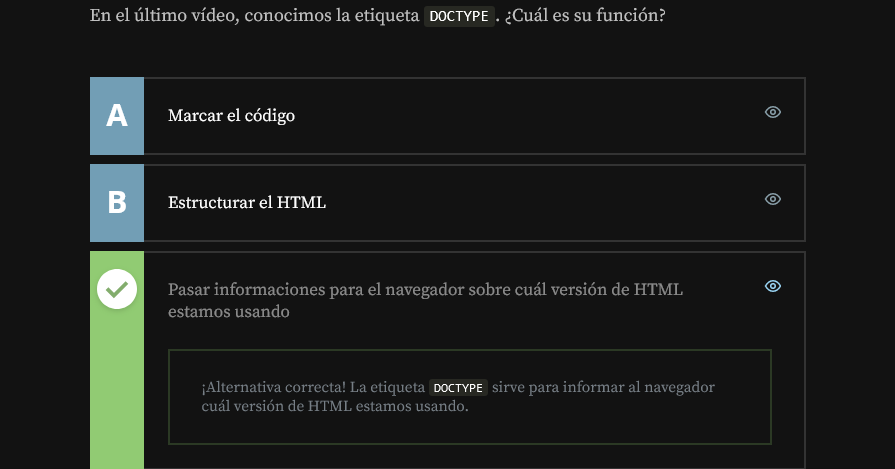 En el último vídeo, conocimos la etiqueta DOCTYPE. ¿Cuál es su función?
A Marcar el código
B Estructurar el HTML
Pasar informaciones para el navegador sobre cuál versión de HTML
estamos usando
¡Alternativa correcta! La etiqueta DOCTYPE sirve para informar al navegador
cuál versión de HTML estamos usando.